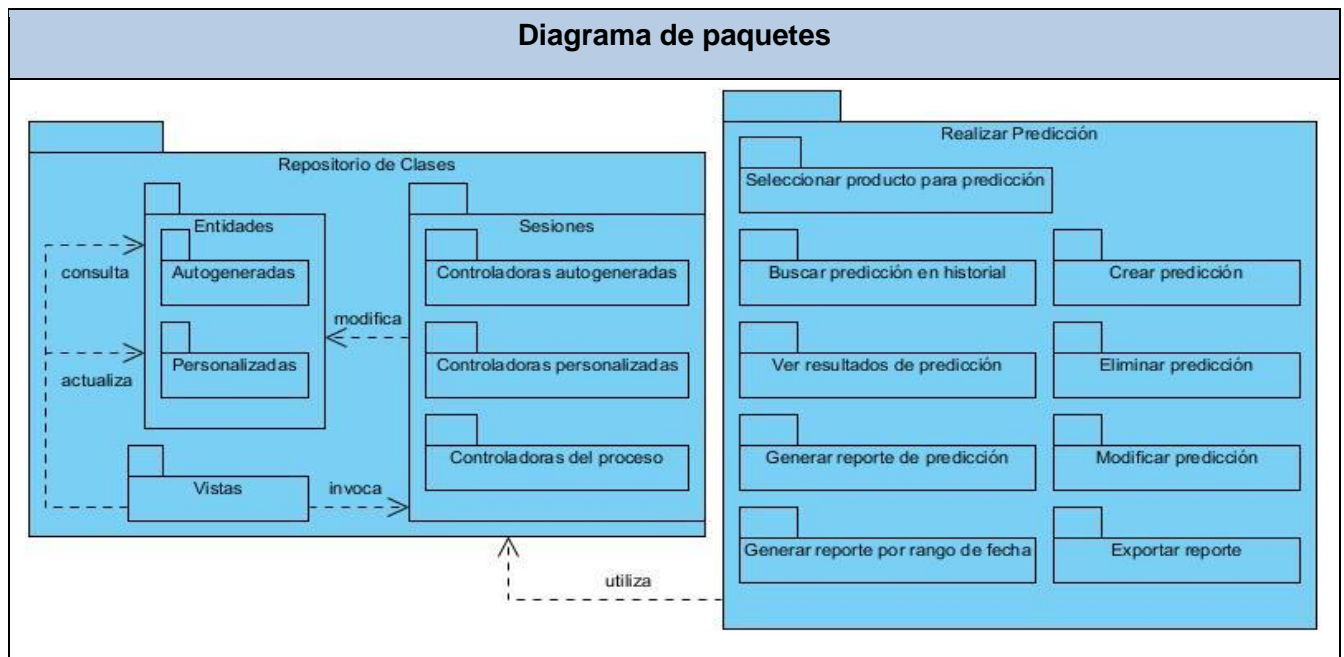 Diagrama de paquetes
Repositorio de Clases
Entidades
Autogeneradas
Personalizadas
consulta
actualiza
modifica
Sesiones
Controladoras autogeneradas
Controladoras personalizadas
Controladoras del proceso
Vistas
invoca
utiliza
Realizar Predicción
Seleccionar producto para predicción
Buscar predicción en historial
Crear predicción
Ver resultados de predicción
Eliminar predicción
Generar reporte de predicción
Modificar predicción
Generar reporte por rango de fecha
Exportar reporte